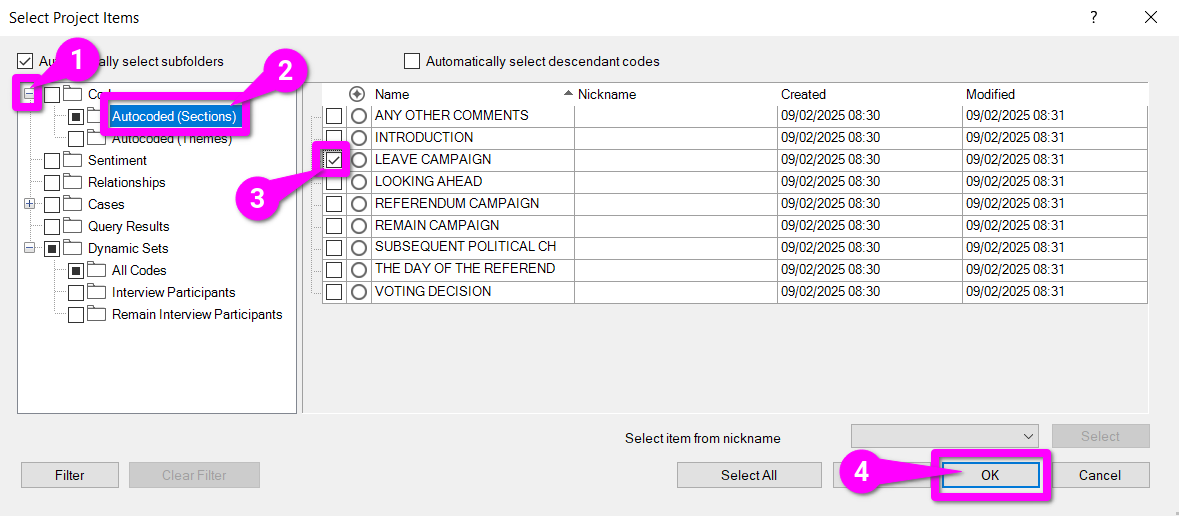 Select Project Items
?
1
2
ally select subfolders
Automatically select descendant codes
Name
Nickname
Created
Modified
Autocoded (Sections)
Autocoded (Themes)
Sentiment
Relationships
Cases
Query Results
Dynamic Sets
All Codes
Interview Participants
Remain Interview Participants
ANY OTHER COMMENTS 09/02/2025 08:30 09/02/2025 08:31
INTRODUCTION 09/02/2025 08:30 09/02/2025 08:31
LEAVE CAMPAIGN 09/02/2025 08:30 09/02/2025 08:31
3
LOOKING AHEAD 09/02/2025 08:30 09/02/2025 08:31
REFERENDUM CAMPAIGN 09/02/2025 08:30 09/02/2025 08:31
REMAIN CAMPAIGN 09/02/2025 08:30 09/02/2025 08:31
SUBSEQUENT POLITICAL CH 09/02/2025 08:30 09/02/2025 08:31
THE DAY OF THE REFEREND 09/02/2025 08:30 09/02/2025 08:31
VOTING DECISION 09/02/2025 08:30 09/02/2025 08:31
Select item from nickname
Select
Filter
Clear Filter
Select All
4
OK
Cancel